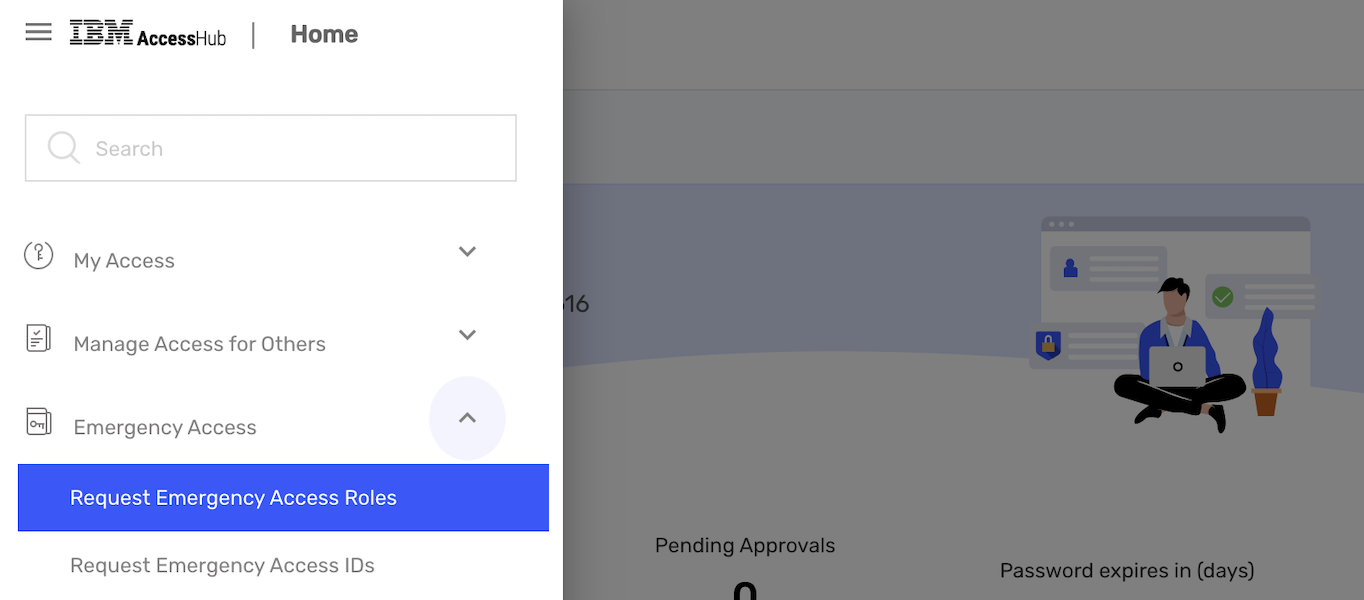 IBM AccessHub | Home
Search
My Access
Manage Access for Others
Emergency Access
Request Emergency Access Roles
Request Emergency Access IDs
16
Pending Approvals
0
Password expires in (days)